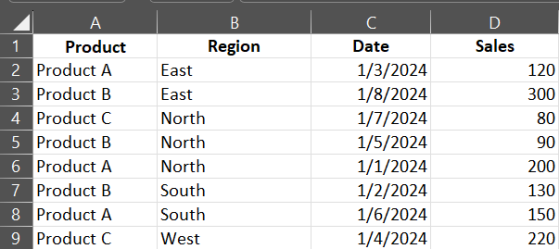 A B C D
1 Product Region Date Sales
2 Product A East 1/3/2024 120
3 Product B East 1/8/2024 300
4 Product C North 1/7/2024 80
5 Product B North 1/5/2024 90
6 Product A North 1/1/2024 200
7 Product B South 1/2/2024 130
8 Product A South 1/6/2024 150
9 Product C West 1/4/2024 220